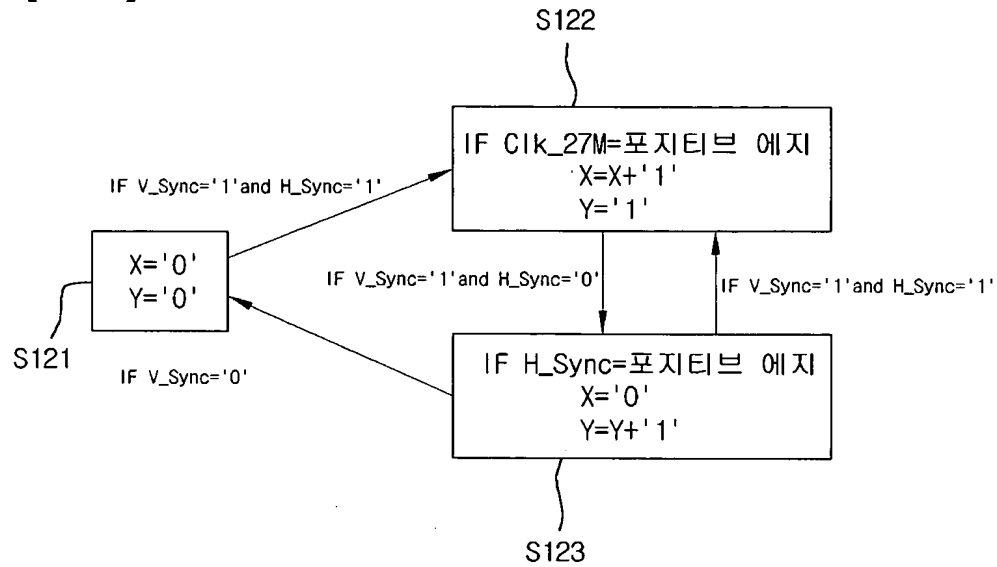 S122
IF Clk_27M=포지티브 에지
X=X+'1'
Y='1'
IF V_Sync='1'and H_Sync='1'
X='0'
Y='0'
S121
IF V_Sync='1'and H_Sync='0'
IF V_Sync='1'and H_Sync='1'
IF V_Sync='0'
IF H_Sync=포지티브 에지
X='0'
Y=Y+'1'
S123